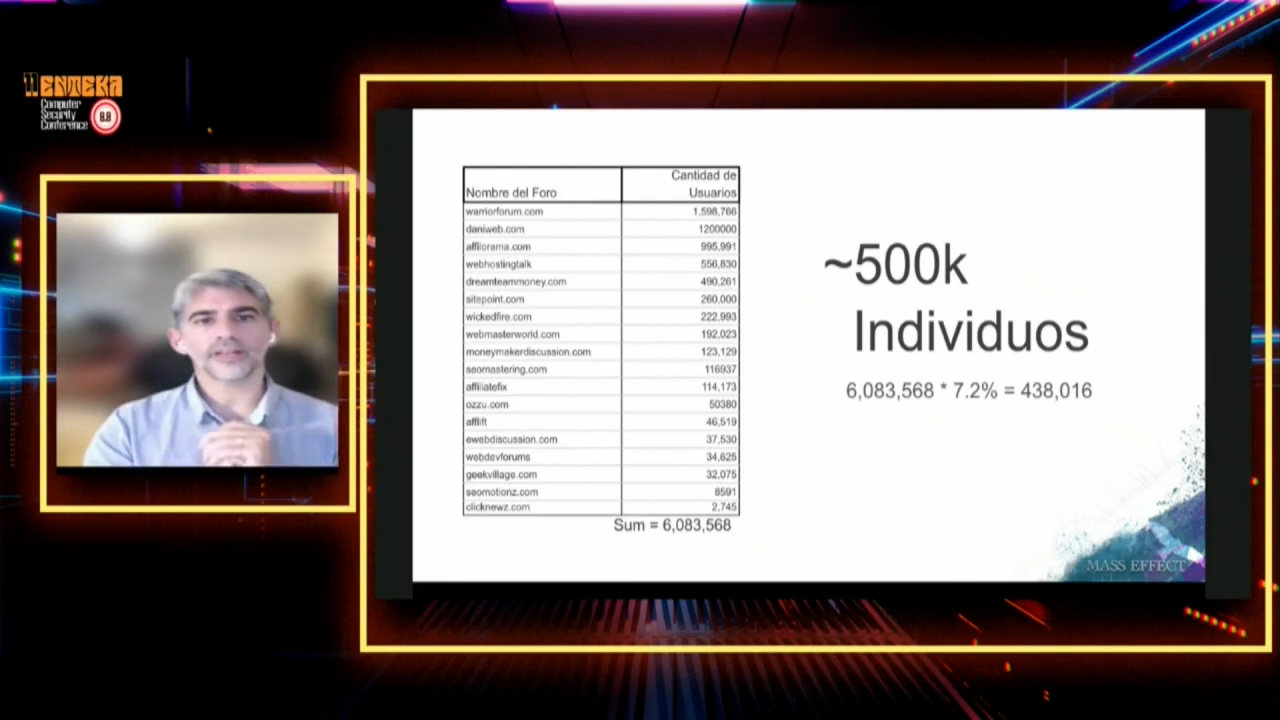 11ENTEKA
Computer
Security
Conference
8.8
Nombre del Foro Cantidad de
Usuarios
warriorforum.com 1,598,766
daniweb.com 1200000
affilorama.com 995,991
webhostingtalk 556,830
dreamteammoney.com 490,261
sitepoint.com 260,000
wickedfire.com 222,993
webmasterworld.com 192,023
moneymakerdiscussion.com 123,129
seomastering.com 116937
affiliatefix 114,173
ozzu.com 50380
afflift 46,519
ewebdiscussion.com 37,530
webdevforums 34,625
geekvillage.com 32,075
seomotionz.com 8591
clicknewz.com 2,745
Sum = 6,083,568
~500k
Individuos
6,083,568 * 7.2% = 438,016
MASS EFFECT